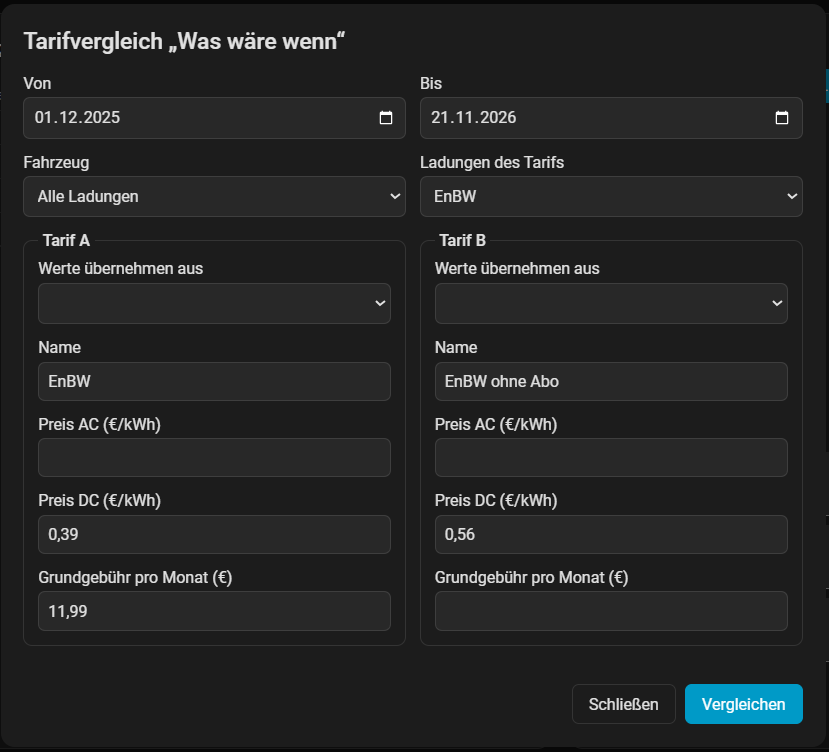 Tarifvergleich „Was wäre wenn“
Von
Bis
01.12.2025
21.11.2026
Fahrzeug
Ladungen des Tarifs
Alle Ladungen
EnBW
Tarif A
Werte übernehmen aus
Name
EnBW
Preis AC (€/kWh)
Preis DC (€/kWh)
0,39
Grundgebühr pro Monat (€)
11,99
Tarif B
Werte übernehmen aus
Name
EnBW ohne Abo
Preis AC (€/kWh)
Preis DC (€/kWh)
0,56
Grundgebühr pro Monat (€)
Schließen
Vergleichen